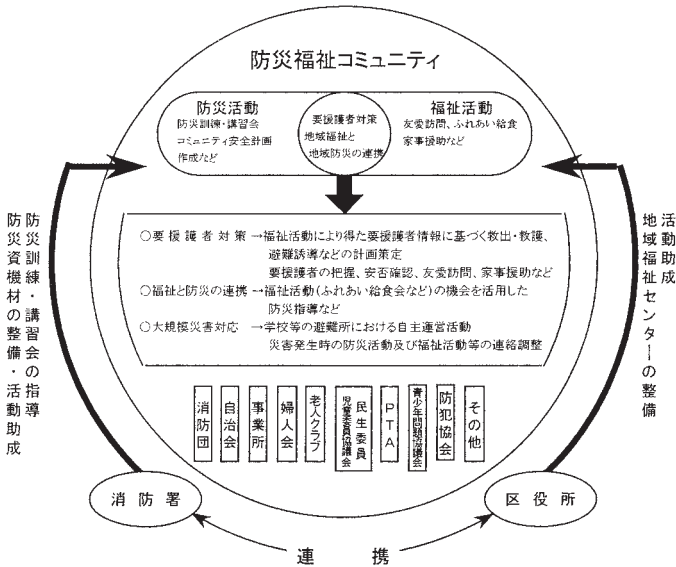 防災福祉コミュニティ
防災活動
防災訓練・講習会
コミュニティ安全計画
作成など
要援護者対策
地域福祉と
地域防災の連携
福祉活動
友愛訪問、ふれあい給食
家事援助など
○要援護者対策→福祉活動により得た要援護者情報に基づく救出・救護、
避難誘導などの計画策定
要援護者の把握、安否確認、友愛訪問、家事援助など
○福祉と防災の連携→福祉活動(ふれあい給食会など)の機会を活用した
防災指導など
○大規模災害対応→学校等の避難所における自主運営活動
災害発生時の防災活動及び福祉活動等の連絡調整
消防団
自治会
事業所
婦人会
老人クラブ
民生委員
児童委員協議会
PTA
青少年問題協議会
防犯協会
その他
防災訓練・講習会の指導
防災資機材の整備・活動助成
活動助成
地域福祉センターの整備
消防署
区役所
連携